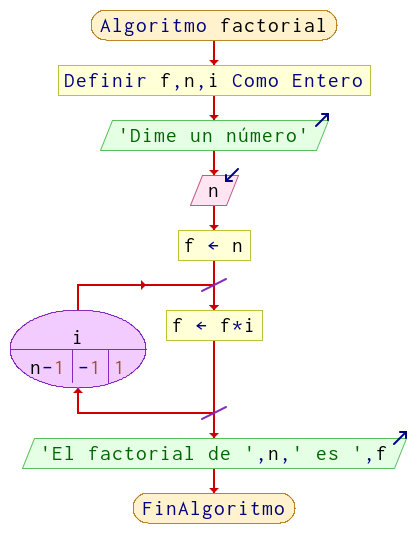 Algoritmo factorial
Definir f,n,i Como Entero
'Dime un número'
n
f ← n
f ← f*i
i
n-1 -1 1
'El factorial de ',n,' es ',f
FinAlgoritmo